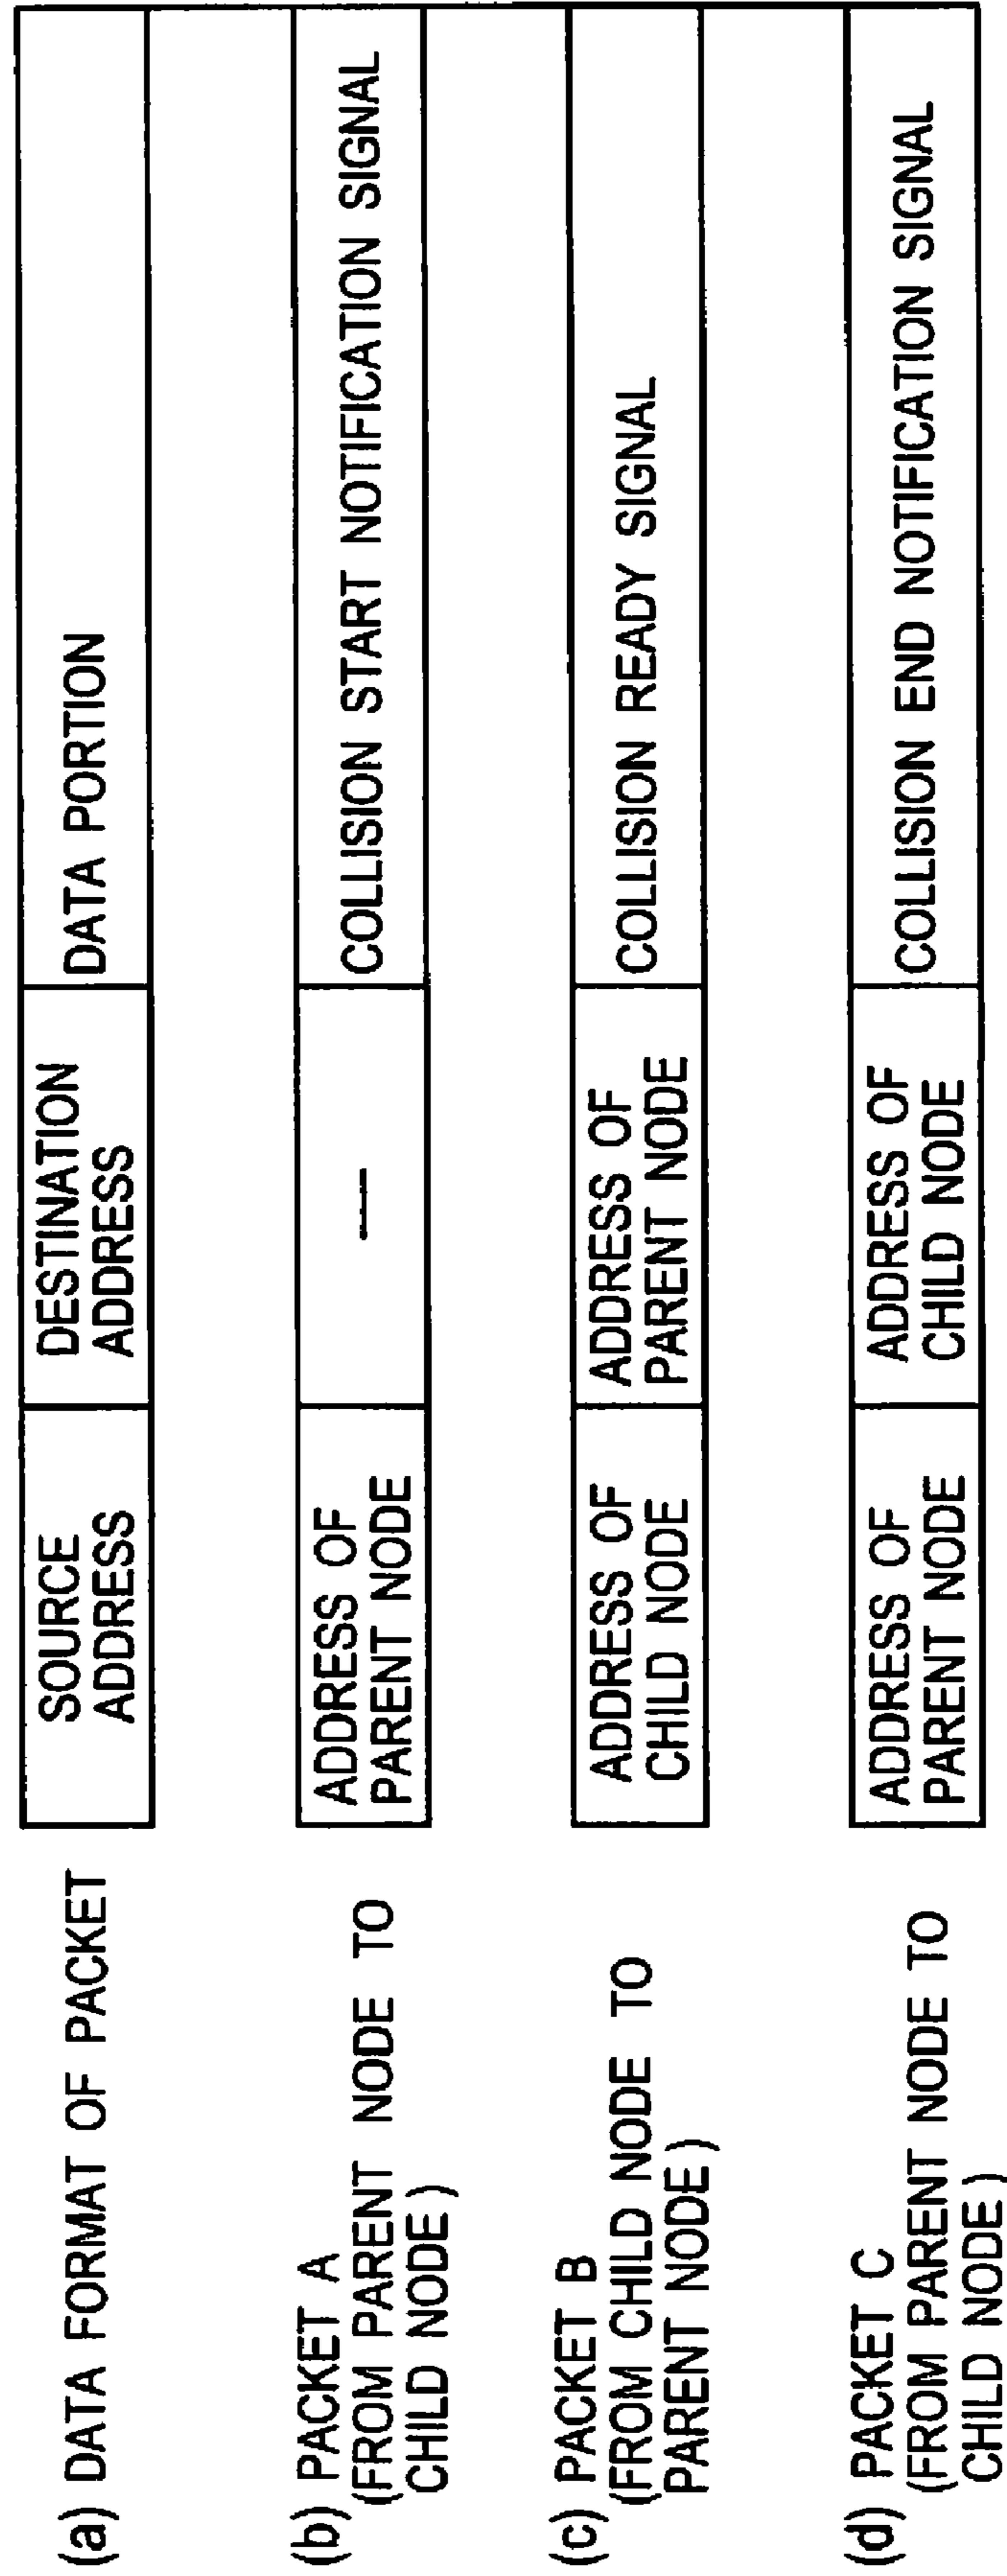 (a) DATA FORMAT OF PACKET
SOURCE
ADDRESS
DESTINATION
ADDRESS
DATA PORTION
(b) PACKET A
(FROM PARENT NODE TO
CHILD NODE)
ADDRESS OF
PARENT NODE
—
COLLISION START NOTIFICATION SIGNAL
(c) PACKET B
(FROM CHILD NODE TO
PARENT NODE)
ADDRESS OF
CHILD NODE
ADDRESS OF
PARENT NODE
COLLISION READY SIGNAL
(d) PACKET C
(FROM PARENT NODE TO
CHILD NODE)
ADDRESS OF
PARENT NODE
ADDRESS OF
CHILD NODE
COLLISION END NOTIFICATION SIGNAL